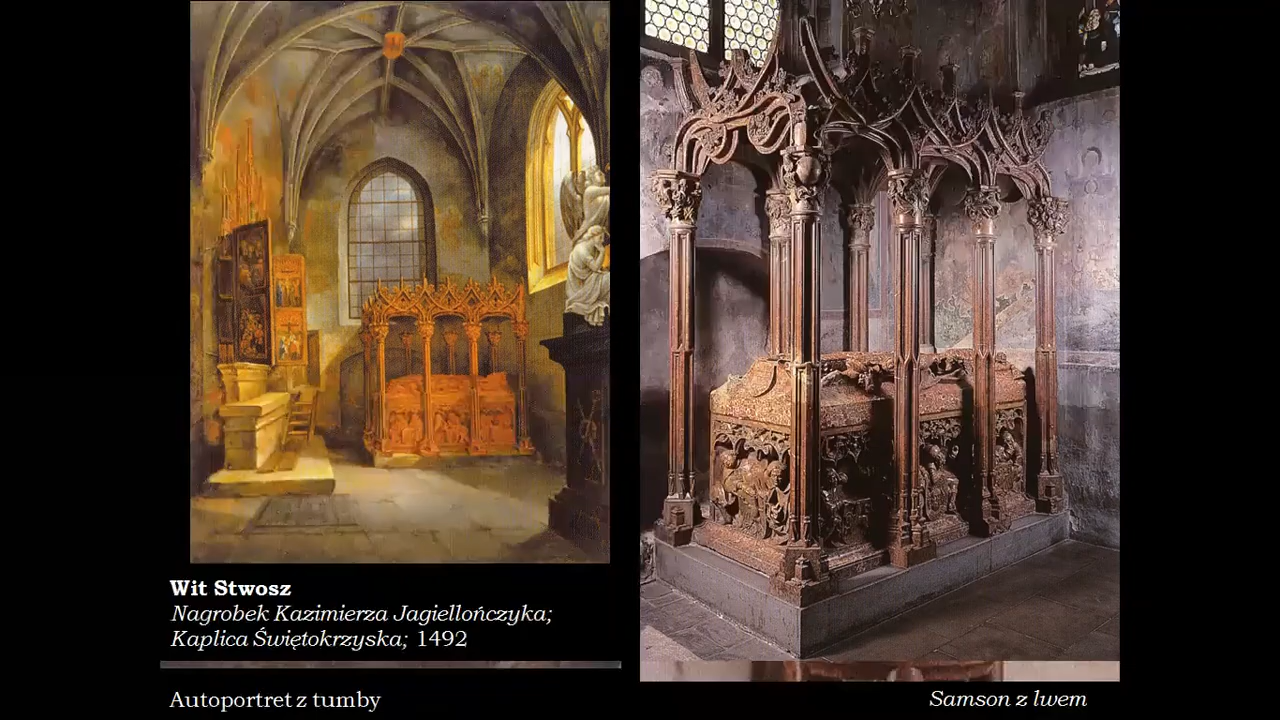 Wit Stwosz
Nagrobek Kazimierza Jagiellończyka;
Kaplica Świętokrzyska; 1492
Autoportret z tumby
Samson z lwem